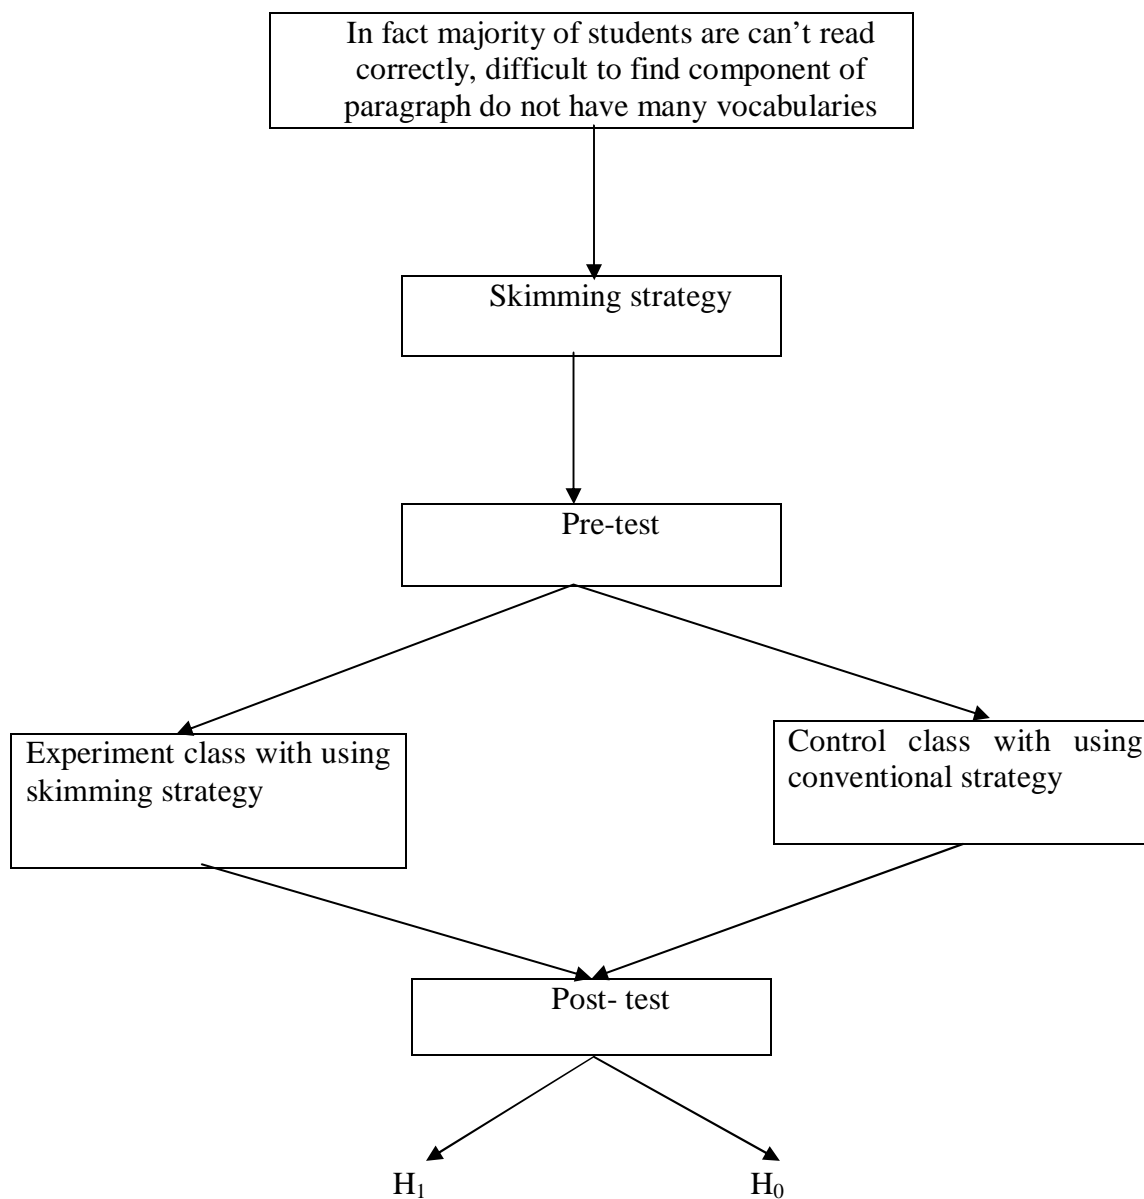 In fact majority of students are can’t read
correctly, difficult to find component of
paragraph do not have many vocabularies
Skimming strategy
Pre-test
Experiment class with using
skimming strategy
Control class with using
conventional strategy
Post- test
H₁
H₀